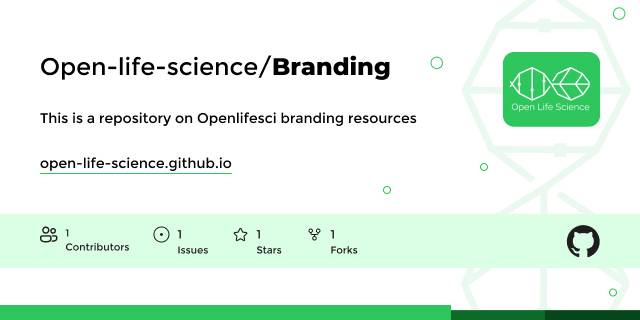 Open-life-science/Branding
Open Life Science
This is a repository on Openlifesci branding resources
open-life-science.github.io
1
Contributors
1
Issues
1
Stars
1
Forks